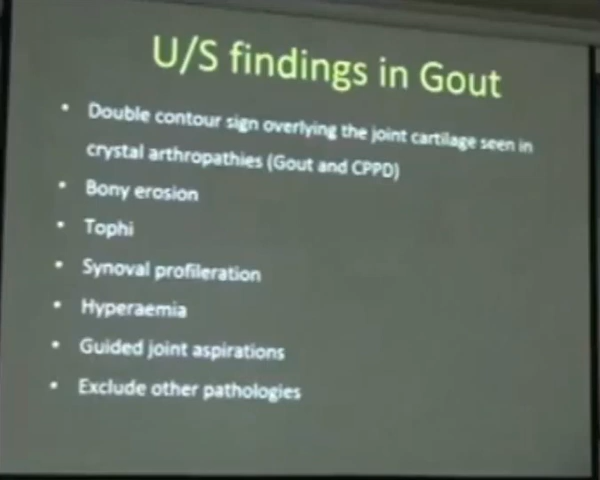 U/S findings in Gout
• Double contour sign overlying the joint cartilage seen in
crystal arthropathies (Gout and CPPD)
• Bony erosion
• Tophi
• Synoval profileration
• Hyperaemia
• Guided joint aspirations
• Exclude other pathologies